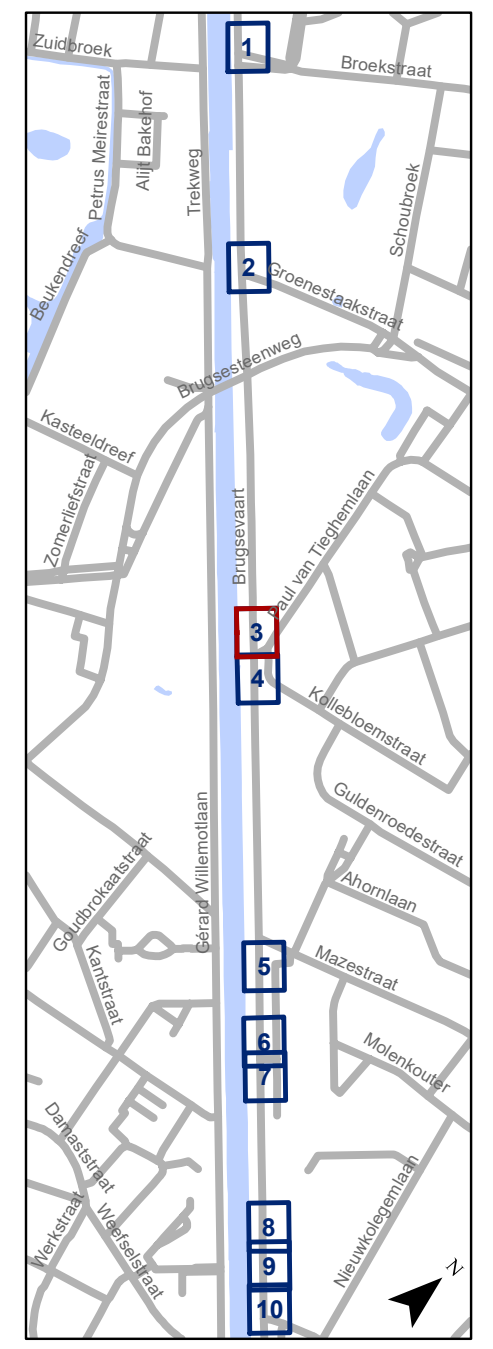 Zuidbroek
1
Broekstraat
Petrus Meirestraat
Alijt Bakehof
Trekweg
Schoubroek
Beukendreef
2
Groenestaakstraat
Brugsesteenweg
Kasteeldreef
Zomerliefstraat
Brugsevaart
Paul van Tieghemlaan
3
4
Kollebloemstraat
Gérard Willemotlaan
Guldenroedestraat
Goudbrokaatstraat
Ahornlaan
Kantstraat
5
Mazestraat
6
Molenkouter
7
Damaststraat
Werkstraat
Weefselstraat
Nieuwkolegemlaan
8
9
N
10